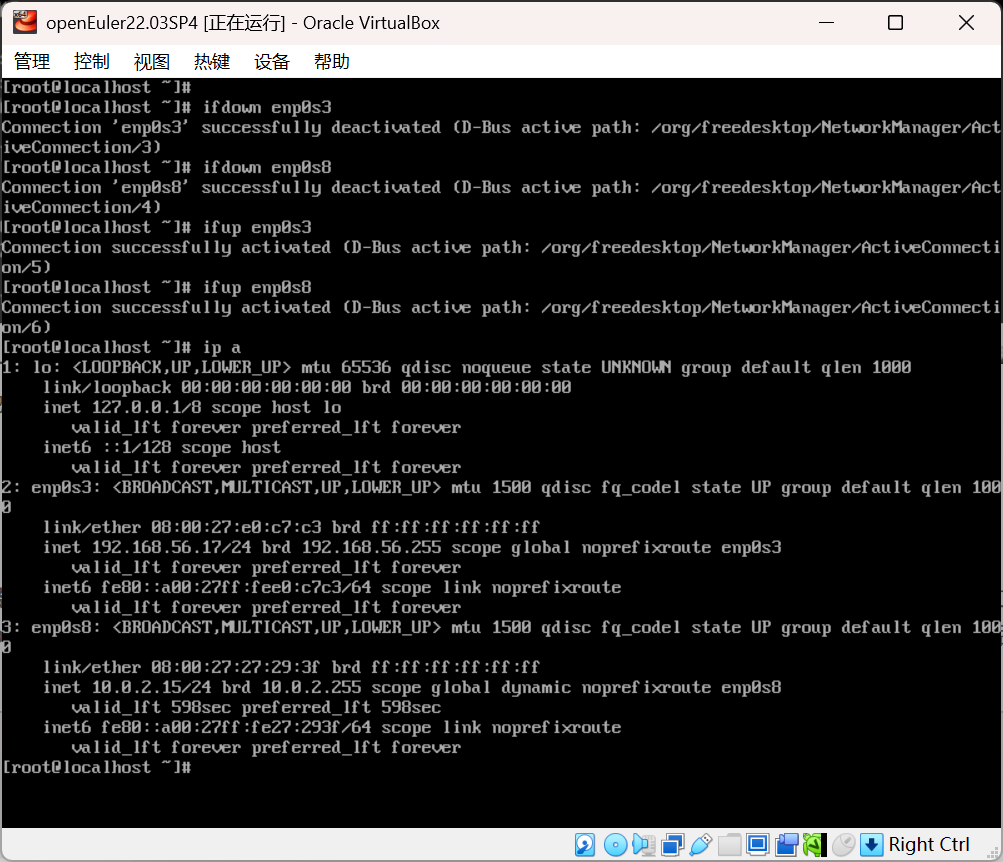 openEuler22.03SP4 [正在运行] - Oracle VirtualBox
管理 控制 视图 热键 设备 帮助
[root@localhost ~]#
[root@localhost ~]# ifdown enp0s3
Connection 'enp0s3' successfully deactivated (D-Bus active path: /org/freedesktop/NetworkManager/Act
iveConnection/3)
[root@localhost ~]# ifdown enp0s8
Connection 'enp0s8' successfully deactivated (D-Bus active path: /org/freedesktop/NetworkManager/Act
iveConnection/4)
[root@localhost ~]# ifup enp0s3
Connection successfully activated (D-Bus active path: /org/freedesktop/NetworkManager/ActiveConnecti
on/5)
[root@localhost ~]# ifup enp0s8
Connection successfully activated (D-Bus active path: /org/freedesktop/NetworkManager/ActiveConnecti
on/6)
[root@localhost ~]# ip a
1: lo: <LOOPBACK,UP,LOWER_UP> mtu 65536 qdisc noqueue state UNKNOWN group default qlen 1000
    link/loopback 00:00:00:00:00:00 brd 00:00:00:00:00:00
    inet 127.0.0.1/8 scope host lo
       valid_lft forever preferred_lft forever
    inet6 ::1/128 scope host
       valid_lft forever preferred_lft forever
2: enp0s3: <BROADCAST,MULTICAST,UP,LOWER_UP> mtu 1500 qdisc fq_codel state UP group default qlen 100
0
    link/ether 08:00:27:e0:c7:c3 brd ff:ff:ff:ff:ff:ff
    inet 192.168.56.17/24 brd 192.168.56.255 scope global noprefixroute enp0s3
       valid_lft forever preferred_lft forever
    inet6 fe80::a00:27ff:fee0:c7c3/64 scope link noprefixroute
       valid_lft forever preferred_lft forever
3: enp0s8: <BROADCAST,MULTICAST,UP,LOWER_UP> mtu 1500 qdisc fq_codel state UP group default qlen 100
0
    link/ether 08:00:27:27:29:3f brd ff:ff:ff:ff:ff:ff
    inet 10.0.2.15/24 brd 10.0.2.255 scope global dynamic noprefixroute enp0s8
       valid_lft 598sec preferred_lft 598sec
    inet6 fe80::a00:27ff:fe27:293f/64 scope link noprefixroute
       valid_lft forever preferred_lft forever
[root@localhost ~]#
Right Ctrl